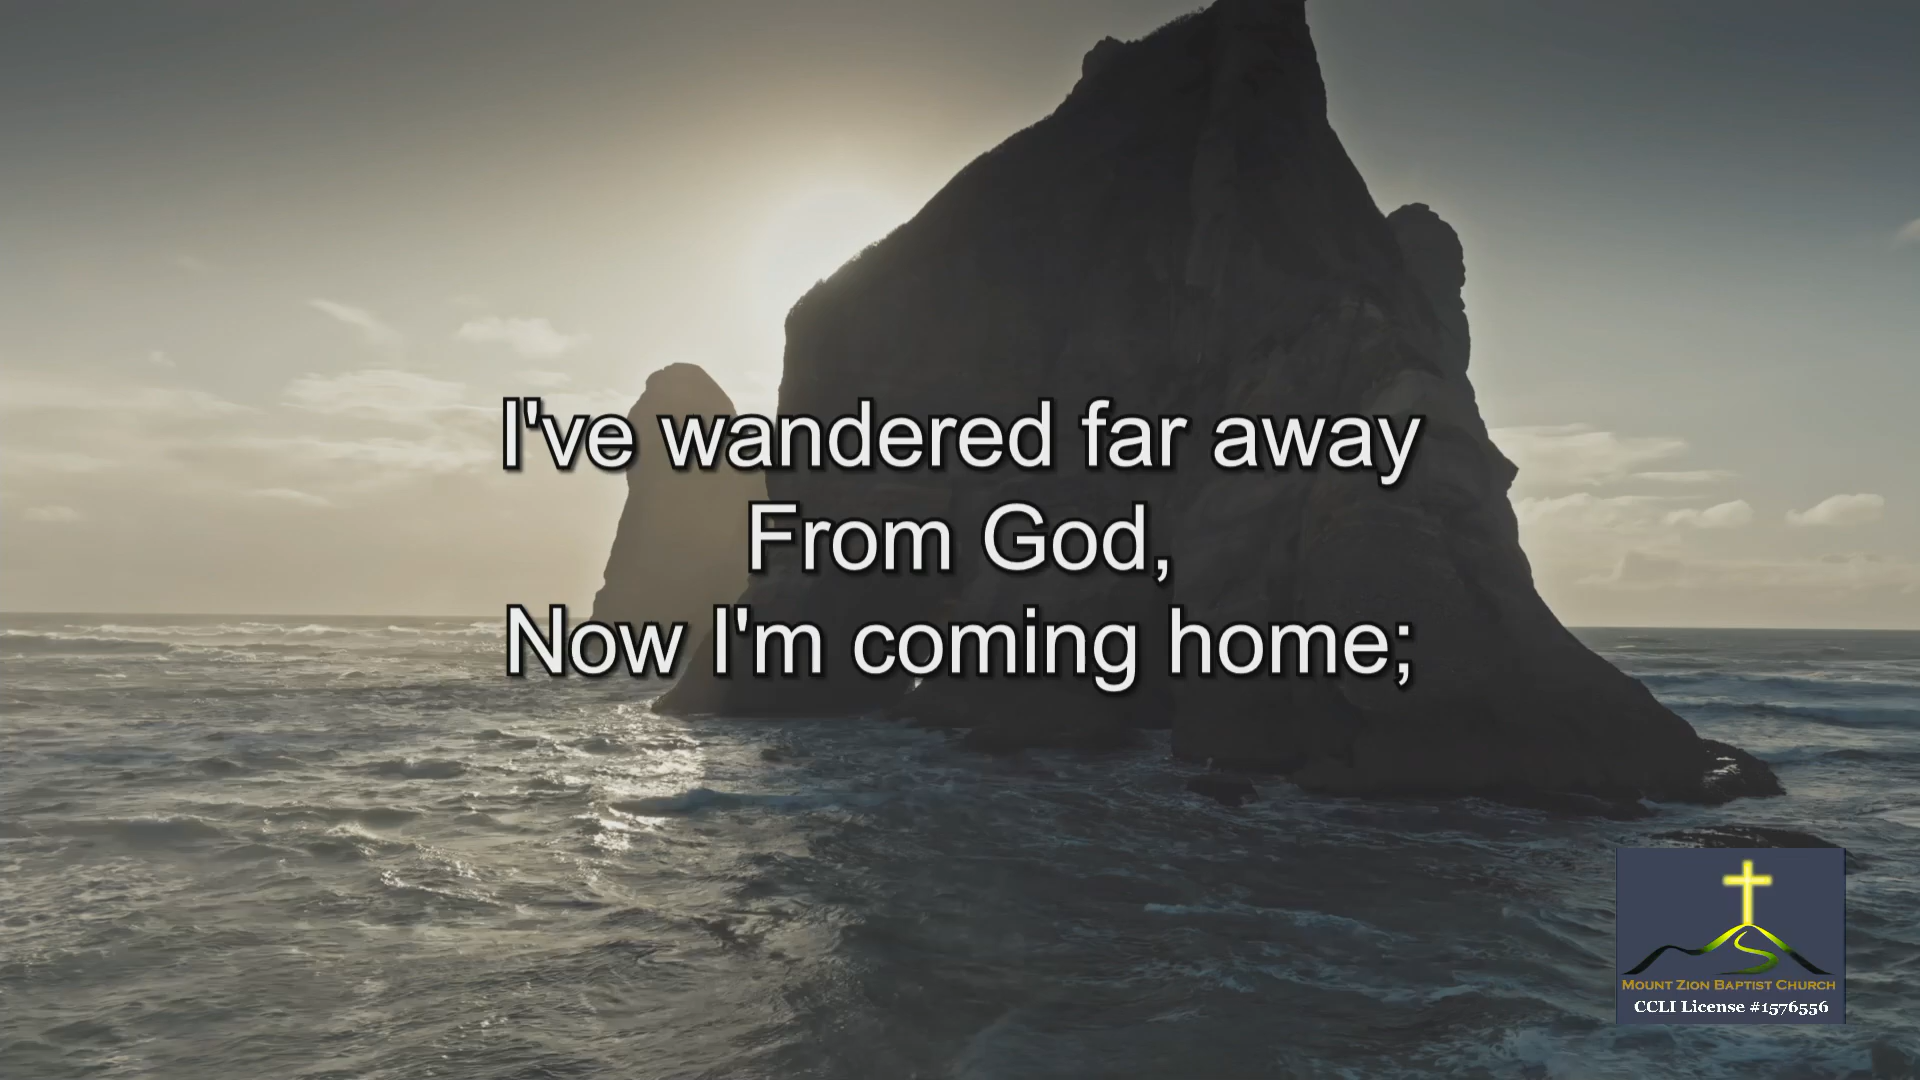 I've wandered far away
From God,
Now I'm coming home;
MOUNT ZION BAPTIST CHURCH
CCLI License #1576556